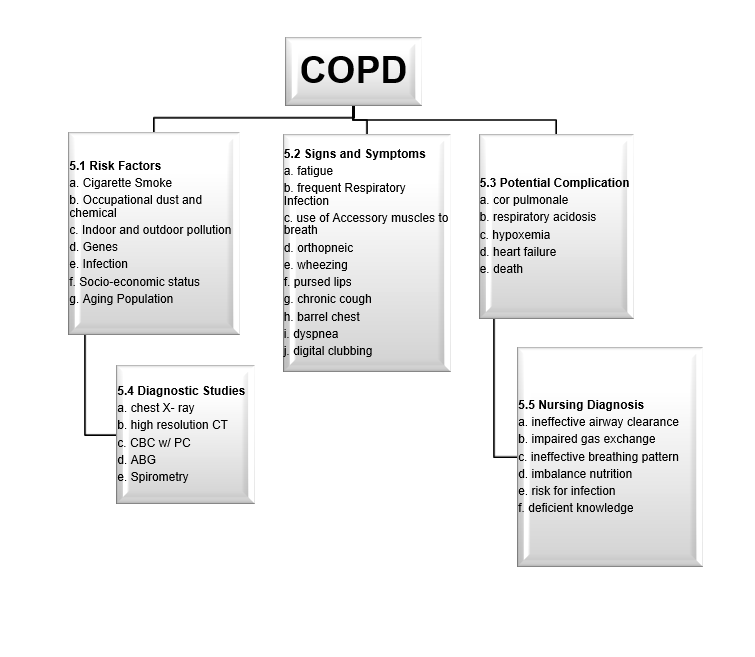 COPD
5.1 Risk Factors
a. Cigarette Smoke
b. Occupational dust and
chemical
c. Indoor and outdoor pollution
d. Genes
e. Infection
f. Socio-economic status
g. Aging Population
5.2 Signs and Symptoms
a. fatigue
b. frequent Respiratory
Infection
c. use of Accessory muscles to
breath
d. orthopneic
e. wheezing
f. pursed lips
g. chronic cough
h. barrel chest
i. dyspnea
j. digital clubbing
5.3 Potential Complication
a. cor pulmonale
b. respiratory acidosis
c. hypoxemia
d. heart failure
e. death
5.4 Diagnostic Studies
a. chest X- ray
b. high resolution CT
c. CBC w/ PC
d. ABG
e. Spirometry
5.5 Nursing Diagnosis
a. ineffective airway clearance
b. impaired gas exchange
c. ineffective breathing pattern
d. imbalance nutrition
e. risk for infection
f. deficient knowledge